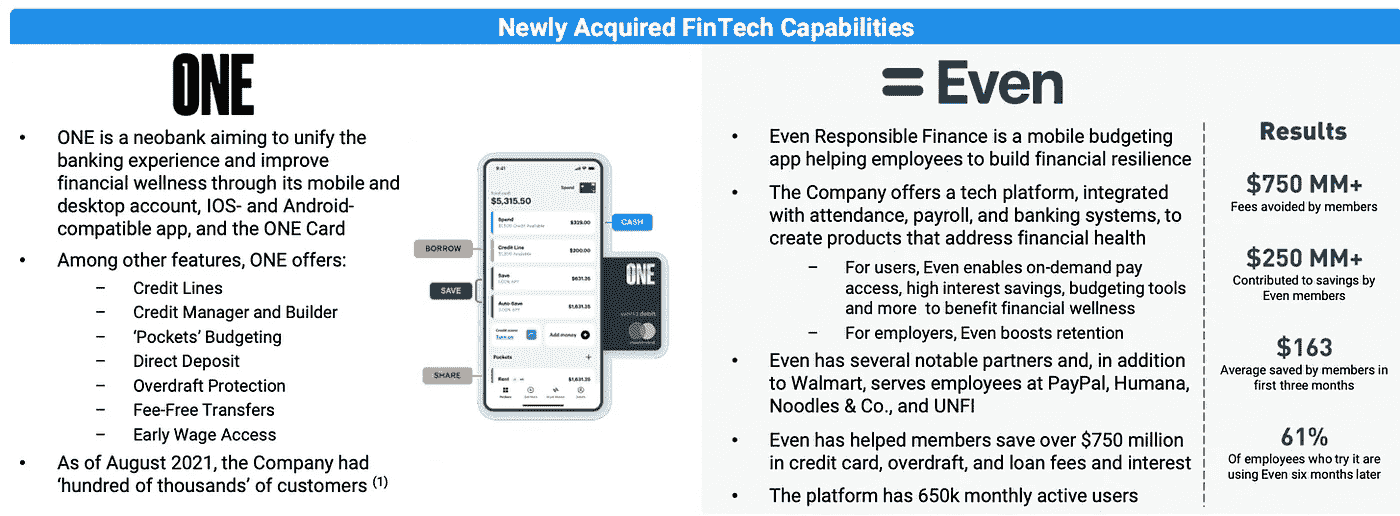 Newly Acquired FinTech Capabilities
ONE
• ONE is a neobank aiming to unify the
banking experience and improve
financial wellness through its mobile and
desktop account, IOS- and Android-
compatible app, and the ONE Card
• Among other features, ONE offers:
– Credit Lines
– Credit Manager and Builder
– ‘Pockets’ Budgeting
– Direct Deposit
– Overdraft Protection
– Fee-Free Transfers
– Early Wage Access
• As of August 2021, the Company had
‘hundred of thousands’ of customers (1)
9:41
Spend
$5,315.50
Spend
$329.00
Credit Line
$200.00
Save
$631.35
Auto-Save
$1,631.35
Credit score
Add money
Pockets
Rent
$1,631.35
CASH
BORROW
SAVE
SHARE
ONE
debit
= Even
• Even Responsible Finance is a mobile budgeting
app helping employees to build financial resilience
• The Company offers a tech platform, integrated
with attendance, payroll, and banking systems, to
create products that address financial health
– For users, Even enables on-demand pay
access, high interest savings, budgeting tools
and more to benefit financial wellness
– For employers, Even boosts retention
• Even has several notable partners and, in addition
to Walmart, serves employees at PayPal, Humana,
Noodles & Co., and UNFI
• Even has helped members save over $750 million
in credit card, overdraft, and loan fees and interest
• The platform has 650k monthly active users
Results
$750 MM+
Fees avoided by members
$250 MM+
Contributed to savings by
Even members
$163
Average saved by members in
first three months
61%
Of employees who try it are
using Even six months later